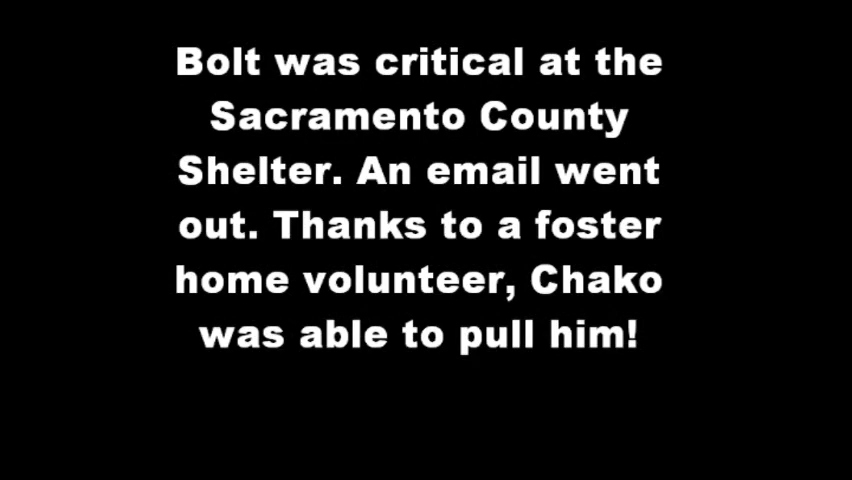 Bolt was critical at the
Sacramento County
Shelter. An email went
out. Thanks to a foster
home volunteer, Chako
was able to pull him!